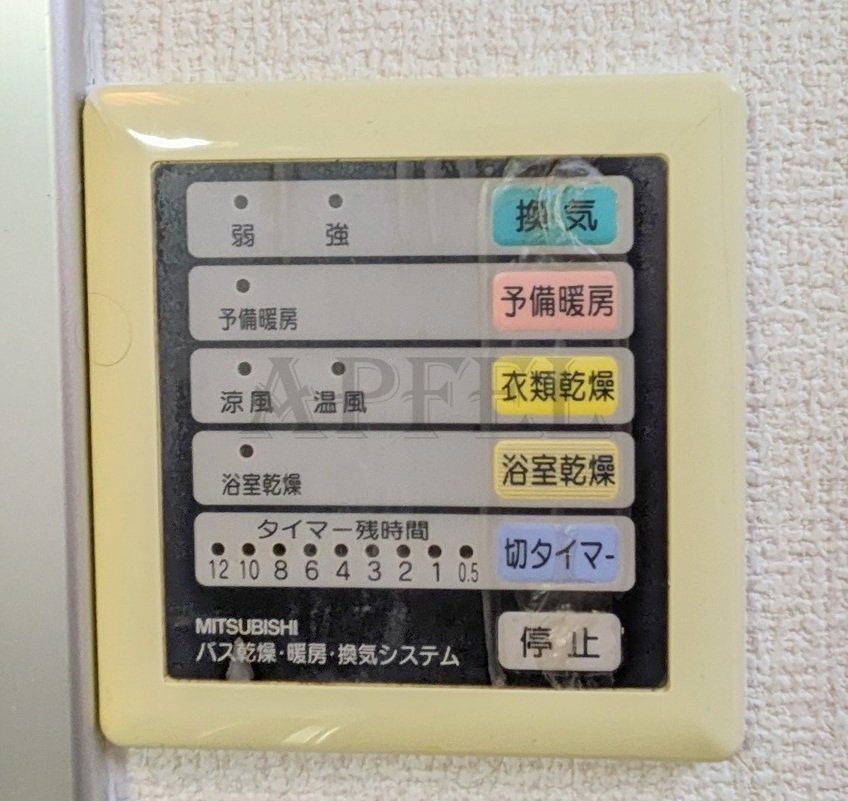 弱 強 換気
予備暖房 予備暖房
涼風 温風 衣類乾燥
浴室乾燥 浴室乾燥
タイマー残時間
12 10 8 6 4 3 2 1 0.5 切タイマー
MITSUBISHI
バス乾燥・暖房・換気システム 停止
APFEL